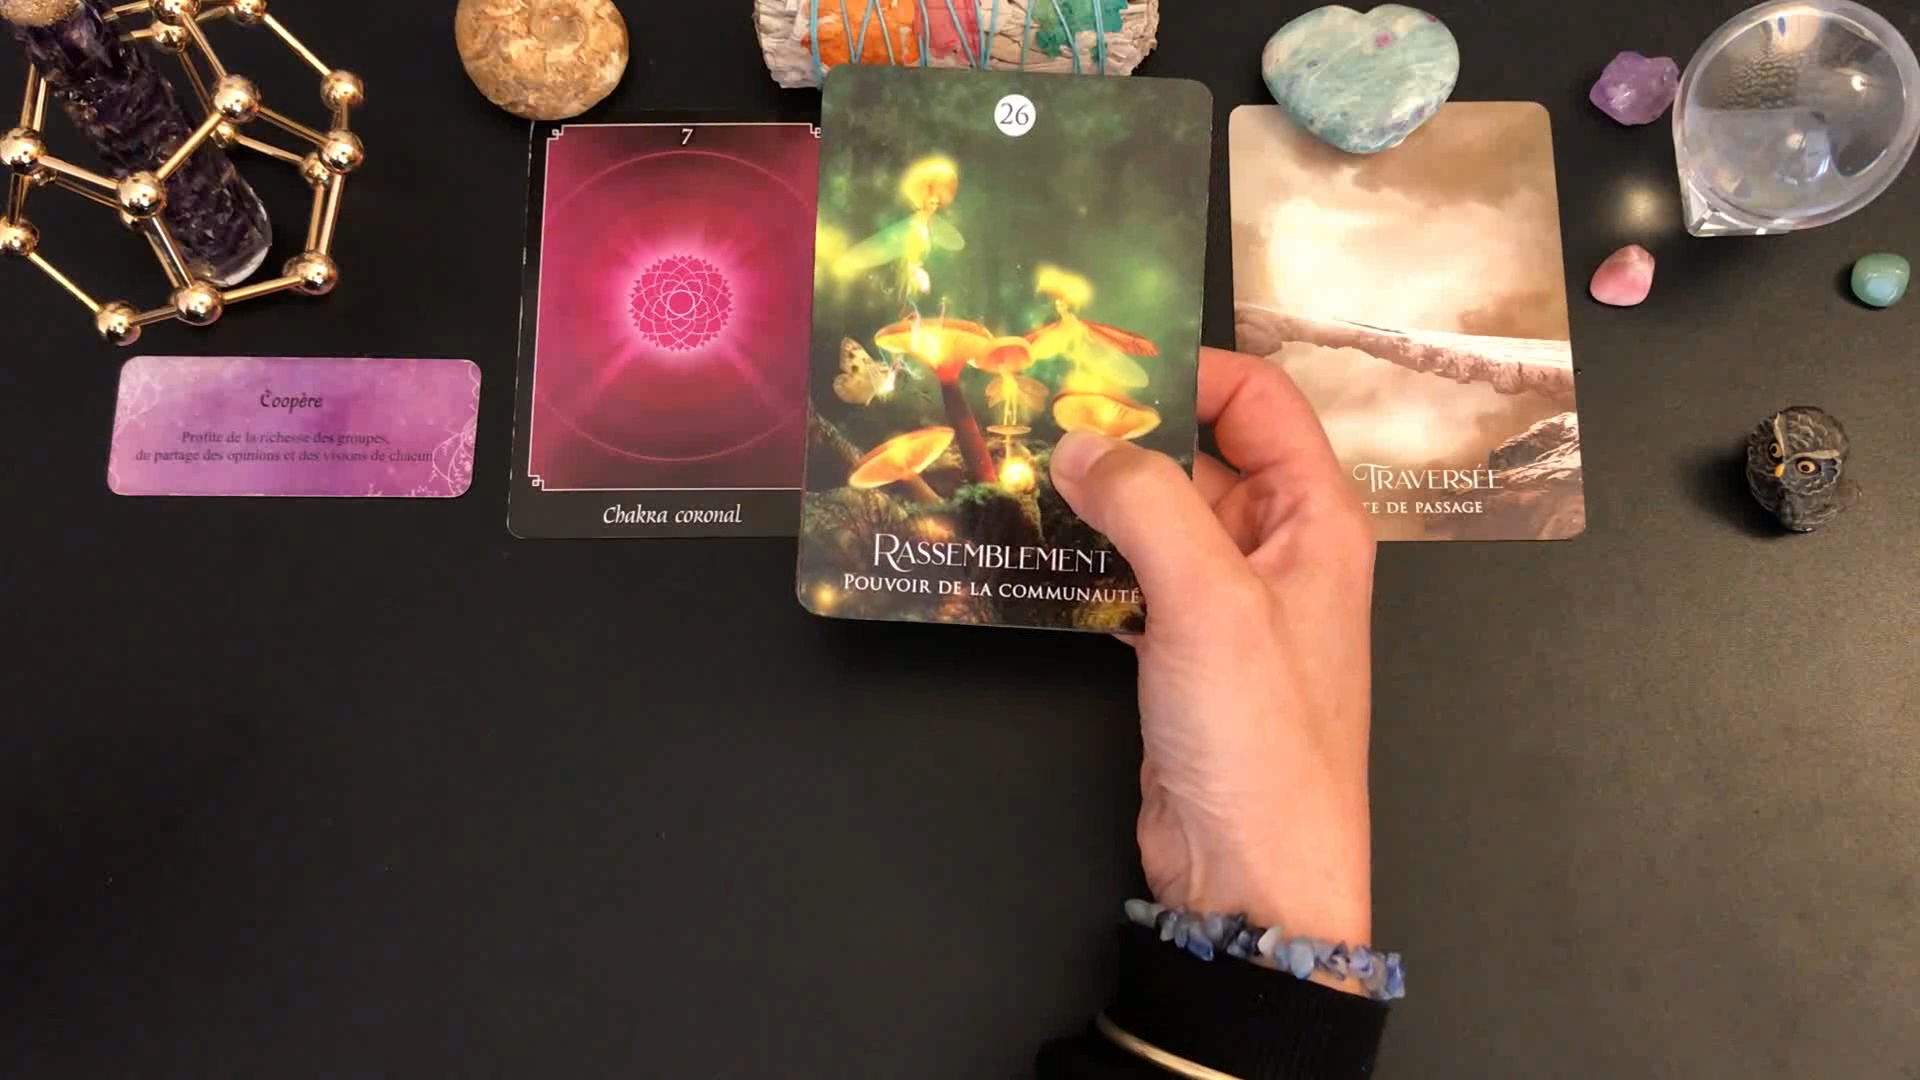 Coopère
Profite de la richesse des groupes,
du partage des opinions et des visions de chacun.
7
Chakra coronal
26
Rassemblement
Pouvoir de la communauté
Traversée
de passage